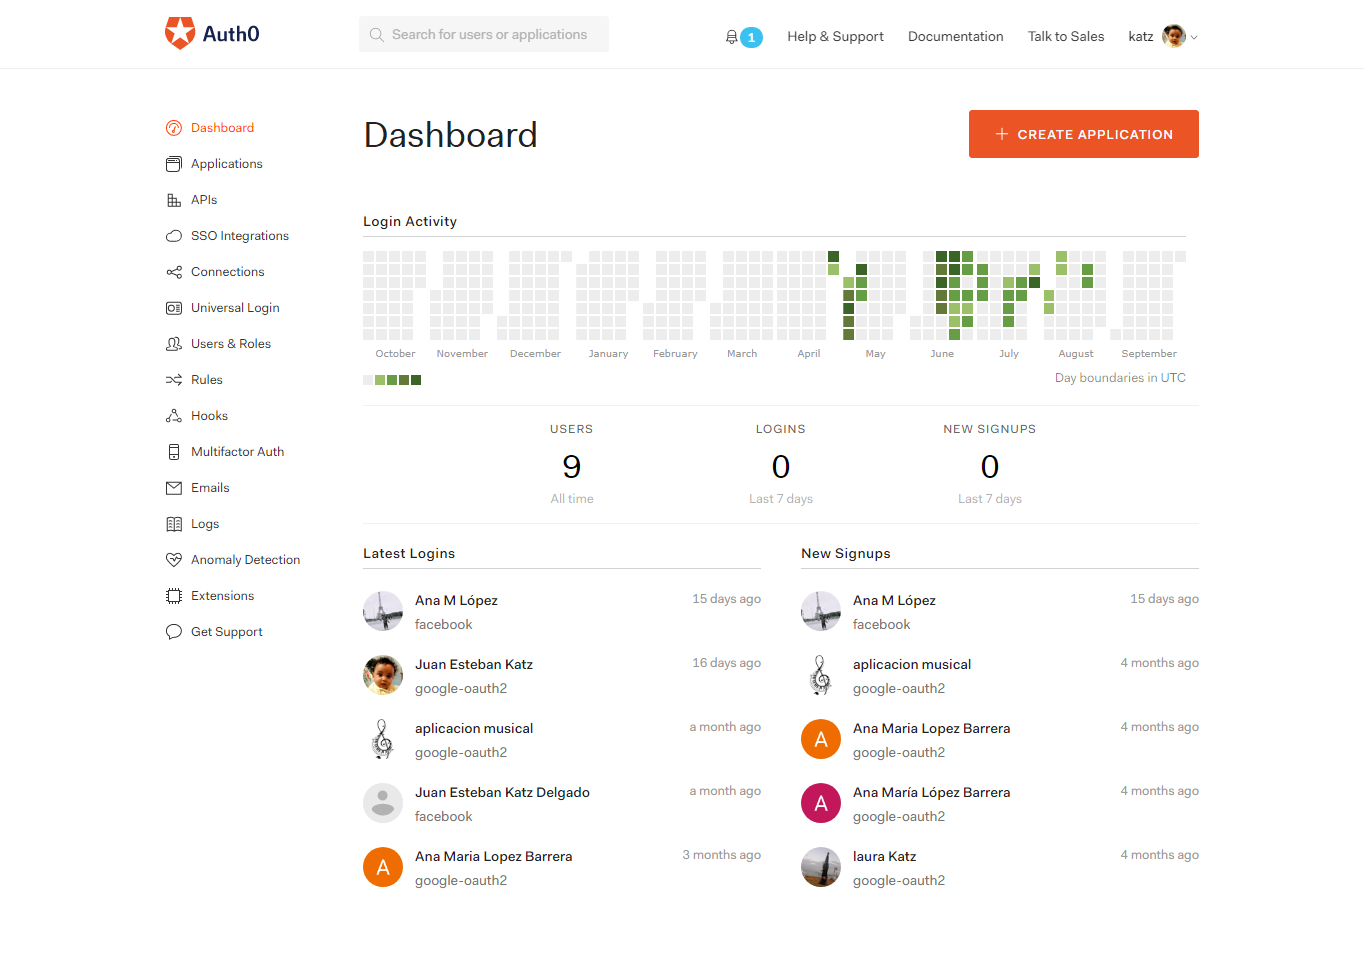 Auth0
Search for users or applications
1
Help & Support
Documentation
Talk to Sales
katz
Dashboard
Applications
APIs
SSO Integrations
Connections
Universal Login
Users & Roles
Rules
Hooks
Multifactor Auth
Emails
Logs
Anomaly Detection
Extensions
Get Support
Dashboard
+ CREATE APPLICATION
Login Activity
October November December January February March April May June July August September
Day boundaries in UTC
USERS
9
All time
LOGINS
0
Last 7 days
NEW SIGNUPS
0
Last 7 days
Latest Logins
Ana M López 15 days ago
facebook
Juan Esteban Katz 16 days ago
google-oauth2
aplicacion musical a month ago
google-oauth2
Juan Esteban Katz Delgado a month ago
facebook
A
Ana Maria Lopez Barrera 3 months ago
google-oauth2
New Signups
Ana M López 15 days ago
facebook
aplicacion musical 4 months ago
google-oauth2
A
Ana Maria Lopez Barrera 4 months ago
google-oauth2
A
Ana María López Barrera 4 months ago
google-oauth2
laura Katz 4 months ago
google-oauth2